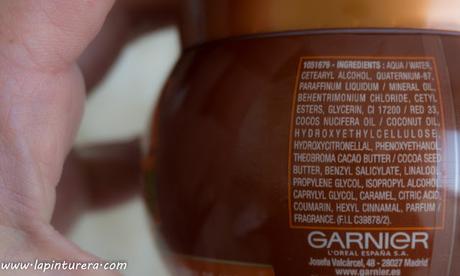 1051679 - INGREDIENTS : AQUA / WATER,
CETEARYL ALCOHOL, QUATERNIUM-87,
PARAFFINUM LIQUIDUM / MINERAL OIL,
BEHENTRIMONIUM CHLORIDE, CETYL
ESTERS, GLYCERIN, CI 17200 / RED 33,
COCOS NUCIFERA OIL / COCONUT OIL,
HYDROXYETHYLCELLULOSE,
HYDROXYCITRONELLAL, PHENOXYETHANOL,
THEOBROMA CACAO BUTTER / COCOA SEED
BUTTER, BENZYL SALICYLATE, LINALOOL,
PROPYLENE GLYCOL, ISOPROPYL ALCOHOL,
CAPRYLYL GLYCOL, CARAMEL, CITRIC ACID,
COUMARIN, HEXYL CINNAMAL, PARFUM /
FRAGRANCE. (F.I.L C39878/2).
GARNIER
L'OREAL ESPAÑA S.A.
Josefa Valcárcel, 48 - 28027 Madrid
www.garnier.es
www.lapinturera.com